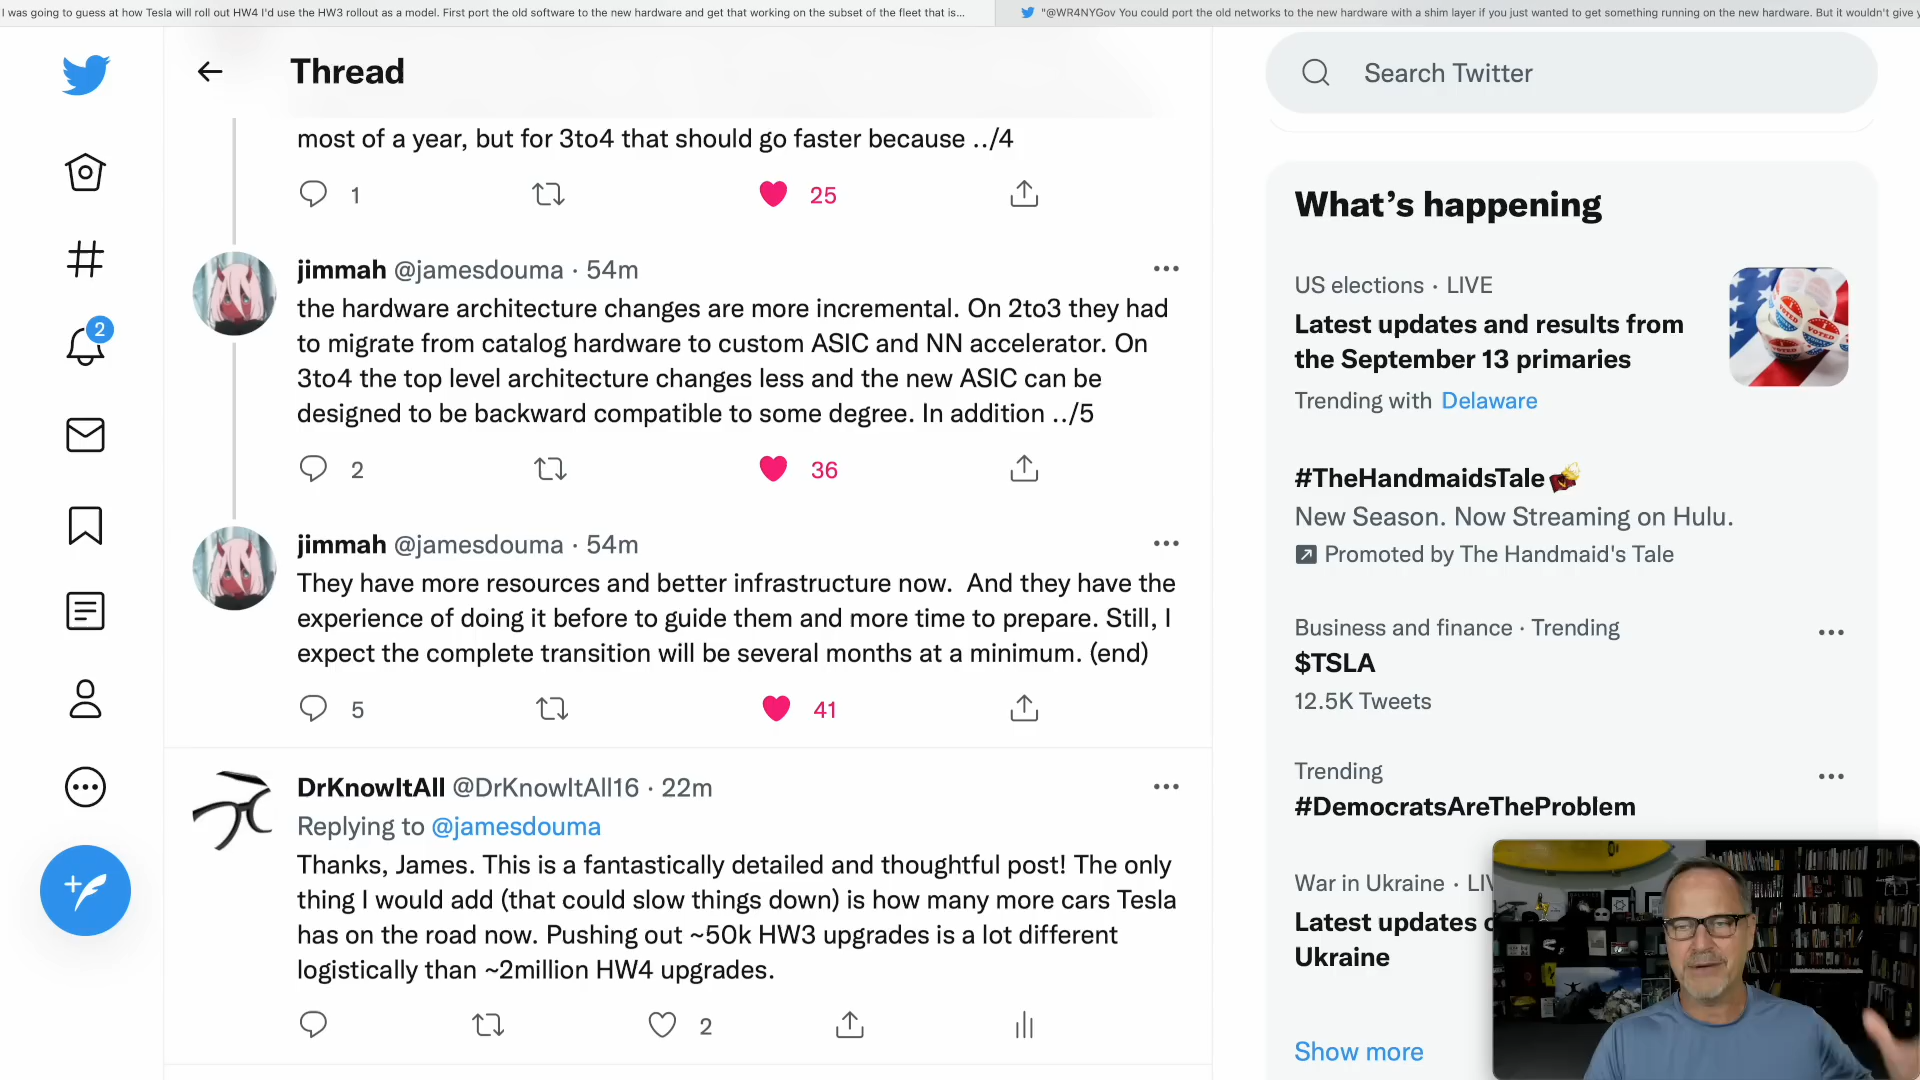 I was going to guess at how Tesla will roll out HW4 I'd use the HW3 rollout as a model. First port the old software to the new hardware and get that working on the subset of the fleet that is...
"@WR4NYGov You could port the old networks to the new hardware with a shim layer if you just wanted to get something running on the new hardware. But it wouldn't give y
Thread
Search Twitter
most of a year, but for 3to4 that should go faster because ../4
1
25
jimmah @jamesdouma · 54m
the hardware architecture changes are more incremental. On 2to3 they had
to migrate from catalog hardware to custom ASIC and NN accelerator. On
3to4 the top level architecture changes less and the new ASIC can be
designed to be backward compatible to some degree. In addition ../5
2
36
jimmah @jamesdouma · 54m
They have more resources and better infrastructure now.  And they have the
experience of doing it before to guide them and more time to prepare. Still, I
expect the complete transition will be several months at a minimum. (end)
5
41
DrKnowItAll @DrKnowItAll16 · 22m
Replying to @jamesdouma
Thanks, James. This is a fantastically detailed and thoughtful post! The only
thing I would add (that could slow things down) is how many more cars Tesla
has on the road now. Pushing out ~50k HW3 upgrades is a lot different
logistically than ~2million HW4 upgrades.
2
2
What's happening
US elections · LIVE
Latest updates and results from
the September 13 primaries
Trending with Delaware
#TheHandmaidsTale
New Season. Now Streaming on Hulu.
Promoted by The Handmaid's Tale
Business and finance · Trending
$TSLA
12.5K Tweets
Trending
#DemocratsAreTheProblem
War in Ukraine · LIV
Latest updates o
Ukraine
Show more